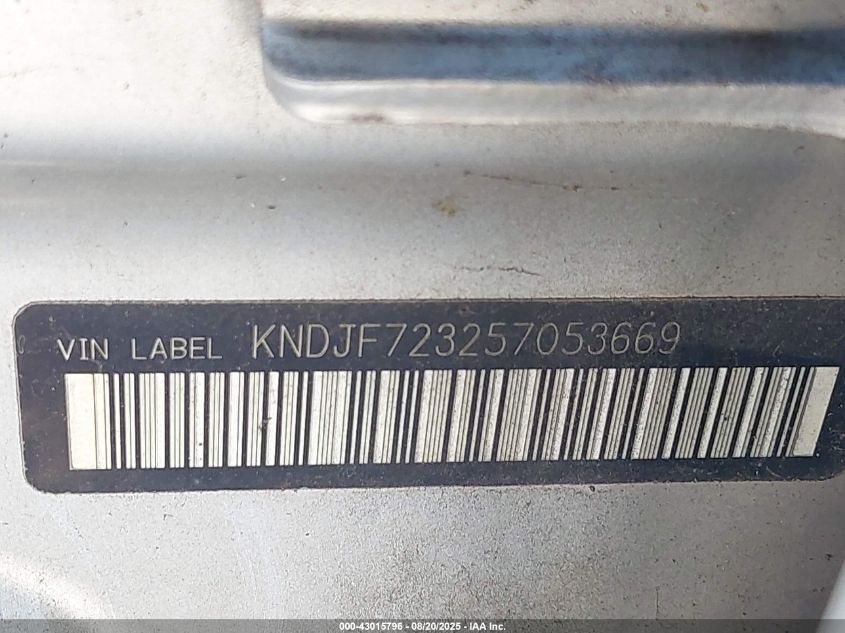 VIN LABEL KNDJF723257053669
000-43015796 - 08/20/2025 - IAA Inc.